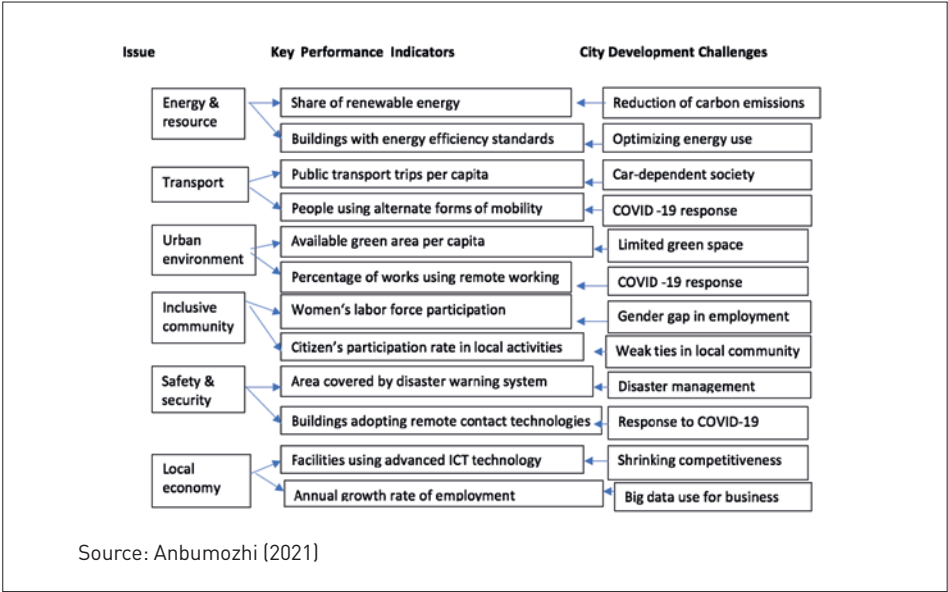 Issue Key Performance Indicators City Development Challenges
Energy &
resource
Share of renewable energy
Reduction of carbon emissions
Buildings with energy efficiency standards
Optimizing energy use
Transport
Public transport trips per capita
Car-dependent society
People using alternate forms of mobility
COVID -19 response
Urban
environment
Available green area per capita
Limited green space
Percentage of works using remote working
COVID -19 response
Inclusive
community
Women's labor force participation
Gender gap in employment
Citizen's participation rate in local activities
Weak ties in local community
Safety &
security
Area covered by disaster warning system
Disaster management
Buildings adopting remote contact technologies
Response to COVID-19
Local
economy
Facilities using advanced ICT technology
Shrinking competitiveness
Annual growth rate of employment
Big data use for business
Source: Anbumozhi (2021)